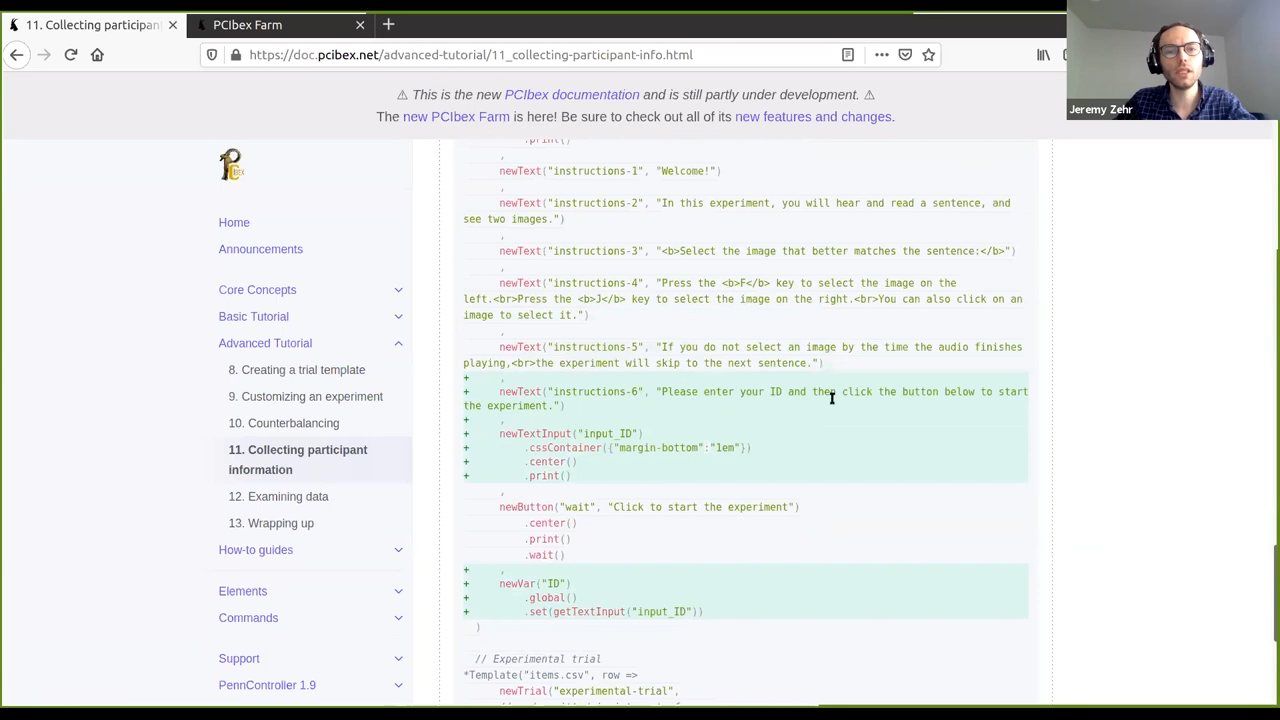 11. Collecting participan
PCIbex Farm
https://doc.pcibex.net/advanced-tutorial/11_collecting-participant-info.html
Jeremy Zehr
⚠ This is the new PCIbex documentation and is still partly under development. ⚠
The new PCIbex Farm is here! Be sure to check out all of its new features and changes.
PC
Ibex
Home
Announcements
Core Concepts
Basic Tutorial
Advanced Tutorial
8. Creating a trial template
9. Customizing an experiment
10. Counterbalancing
11. Collecting participant
information
12. Examining data
13. Wrapping up
How-to guides
Elements
Commands
Support
PennController 1.9
.print()
,
newText("instructions-1", "Welcome!")
,
newText("instructions-2", "In this experiment, you will hear and read a sentence, and
see two images.")
,
newText("instructions-3", "<b>Select the image that better matches the sentence:</b>")
,
newText("instructions-4", "Press the <b>F</b> key to select the image on the
left.<br>Press the <b>J</b> key to select the image on the right.<br>You can also click on an
image to select it.")
,
newText("instructions-5", "If you do not select an image by the time the audio finishes
playing,<br>the experiment will skip to the next sentence.")
+ ,
+ newText("instructions-6", "Please enter your ID and then click the button below to start
the experiment.")
+ ,
+ newTextInput("input_ID")
+ .cssContainer({"margin-bottom":"1em"})
+ .center()
+ .print()
,
newButton("wait", "Click to start the experiment")
.center()
.print()
.wait()
+ ,
+ newVar("ID")
+ .global()
+ .set(getTextInput("input_ID"))
)
// Experimental trial
*Template("items.csv", row =>
newTrial("experimental-trial",